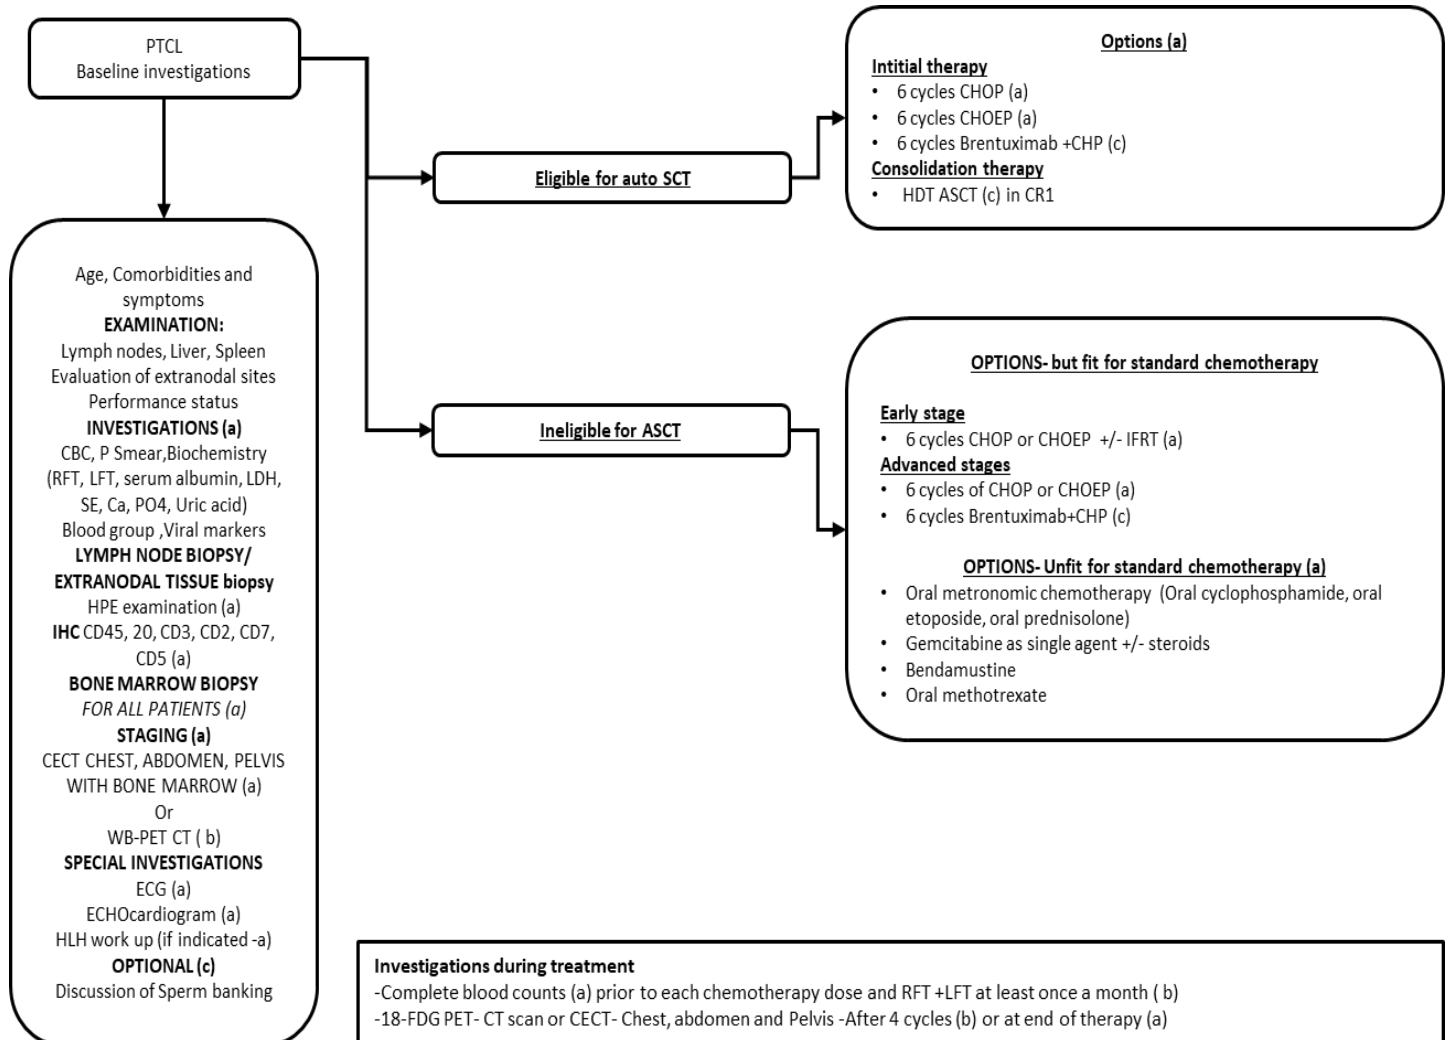 PTCL
Baseline investigations
Age, Comorbidities and
symptoms
EXAMINATION:
Lymph nodes, Liver, Spleen
Evaluation of extranodal sites
Performance status
INVESTIGATIONS (a)
CBC, P Smear,Biochemistry
(RFT, LFT, serum albumin, LDH,
SE, Ca, PO4, Uric acid)
Blood group ,Viral markers
LYMPH NODE BIOPSY/
EXTRANODAL TISSUE biopsy
HPE examination (a)
IHC CD45, 20, CD3, CD2, CD7,
CD5 (a)
BONE MARROW BIOPSY
FOR ALL PATIENTS (a)
STAGING (a)
CECT CHEST, ABDOMEN, PELVIS
WITH BONE MARROW (a)
Or
WB-PET CT ( b)
SPECIAL INVESTIGATIONS
ECG (a)
ECHOcardiogram (a)
HLH work up (if indicated -a)
OPTIONAL (c)
Discussion of Sperm banking
Eligible for auto SCT
Options (a)
Intitial therapy
• 6 cycles CHOP (a)
• 6 cycles CHOEP (a)
• 6 cycles Brentuximab +CHP (c)
Consolidation therapy
• HDT ASCT (c) in CR1
Ineligible for ASCT
OPTIONS- but fit for standard chemotherapy
Early stage
• 6 cycles CHOP or CHOEP +/- IFRT (a)
Advanced stages
• 6 cycles of CHOP or CHOEP (a)
• 6 cycles Brentuximab+CHP (c)
OPTIONS- Unfit for standard chemotherapy (a)
• Oral metronomic chemotherapy (Oral cyclophosphamide, oral
etoposide, oral prednisolone)
• Gemcitabine as single agent +/- steroids
• Bendamustine
• Oral methotrexate
Investigations during treatment
-Complete blood counts (a) prior to each chemotherapy dose and RFT +LFT at least once a month ( b)
-18-FDG PET- CT scan or CECT- Chest, abdomen and Pelvis -After 4 cycles (b) or at end of therapy (a)